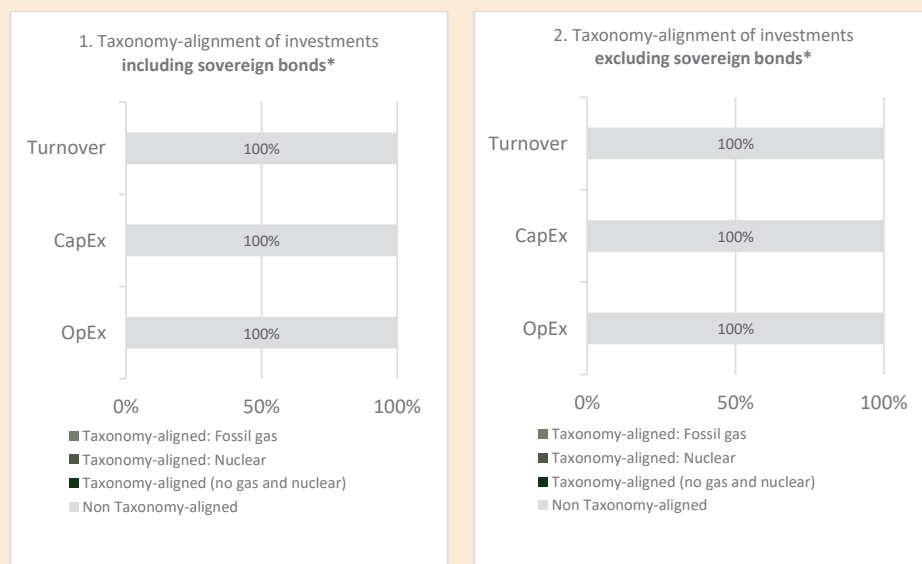 1. Taxonomy-alignment of investments
including sovereign bonds*
Turnover
100%
CapEx
100%
OpEx
100%
0% 50% 100%
Taxonomy-aligned: Fossil gas
Taxonomy-aligned: Nuclear
Taxonomy-aligned (no gas and nuclear)
Non Taxonomy-aligned
2. Taxonomy-alignment of investments
excluding sovereign bonds*
Turnover
100%
CapEx
100%
OpEx
100%
0% 50% 100%
Taxonomy-aligned: Fossil gas
Taxonomy-aligned: Nuclear
Taxonomy-aligned (no gas and nuclear)
Non Taxonomy-aligned